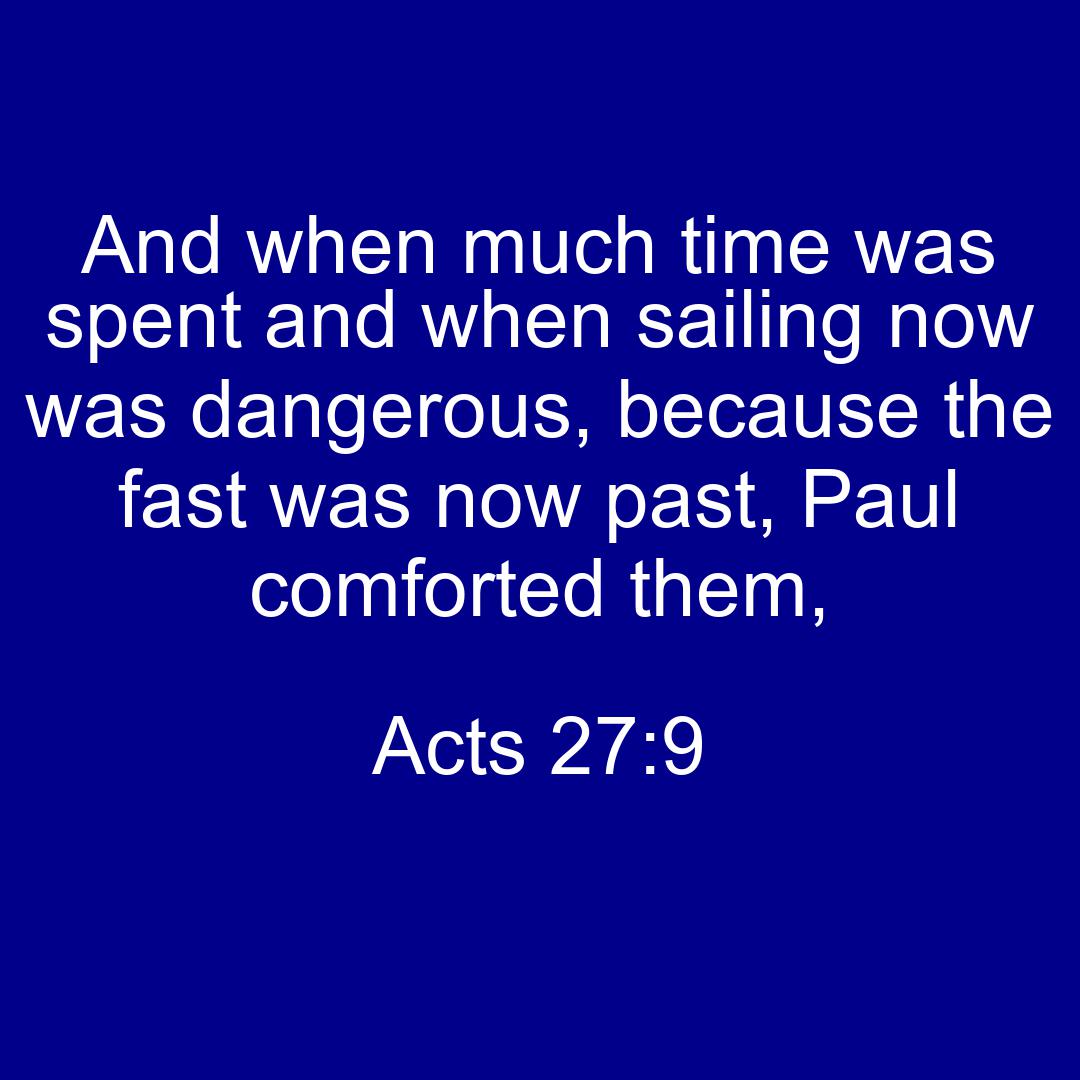 And when much time was
spent and when sailing now
was dangerous, because the
fast was now past, Paul
comforted them,
Acts 27:9